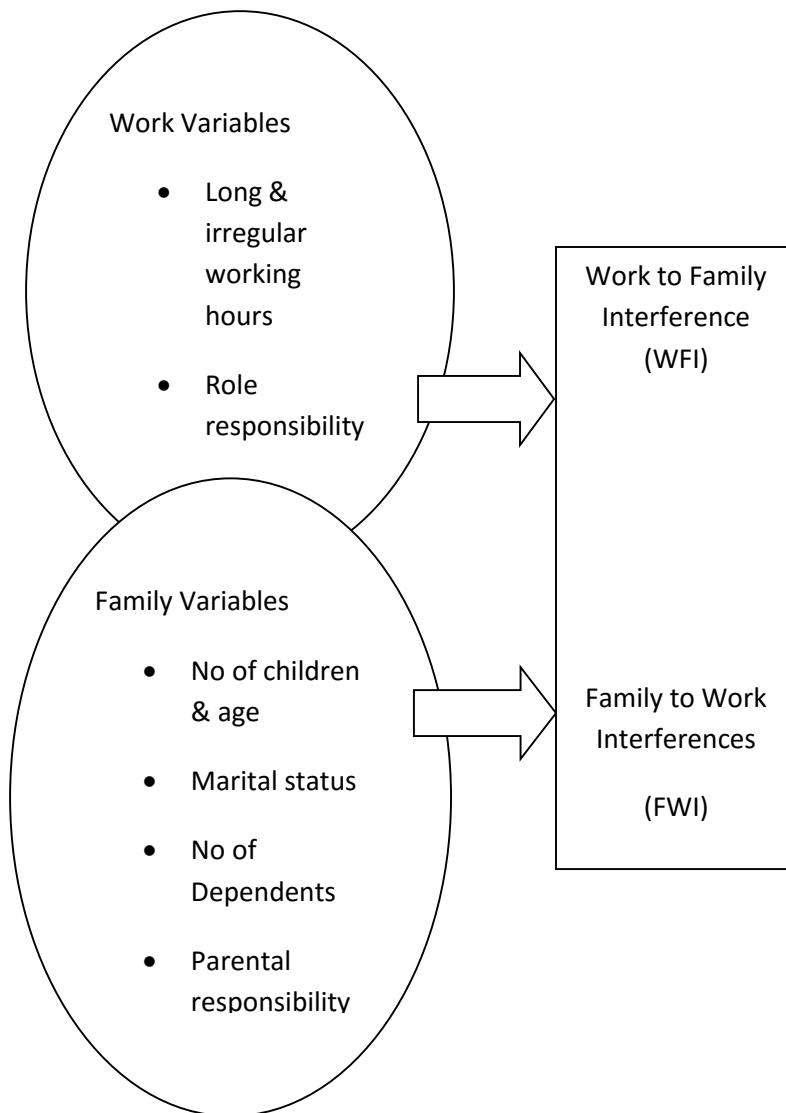 Work Variables
• Long &
irregular
working
hours
• Role
responsibility
Work to Family
Interference
(WFI)
Family Variables
• No of children
& age
• Marital status
• No of
Dependents
• Parental
responsibility
Family to Work
Interferences
(FWI)